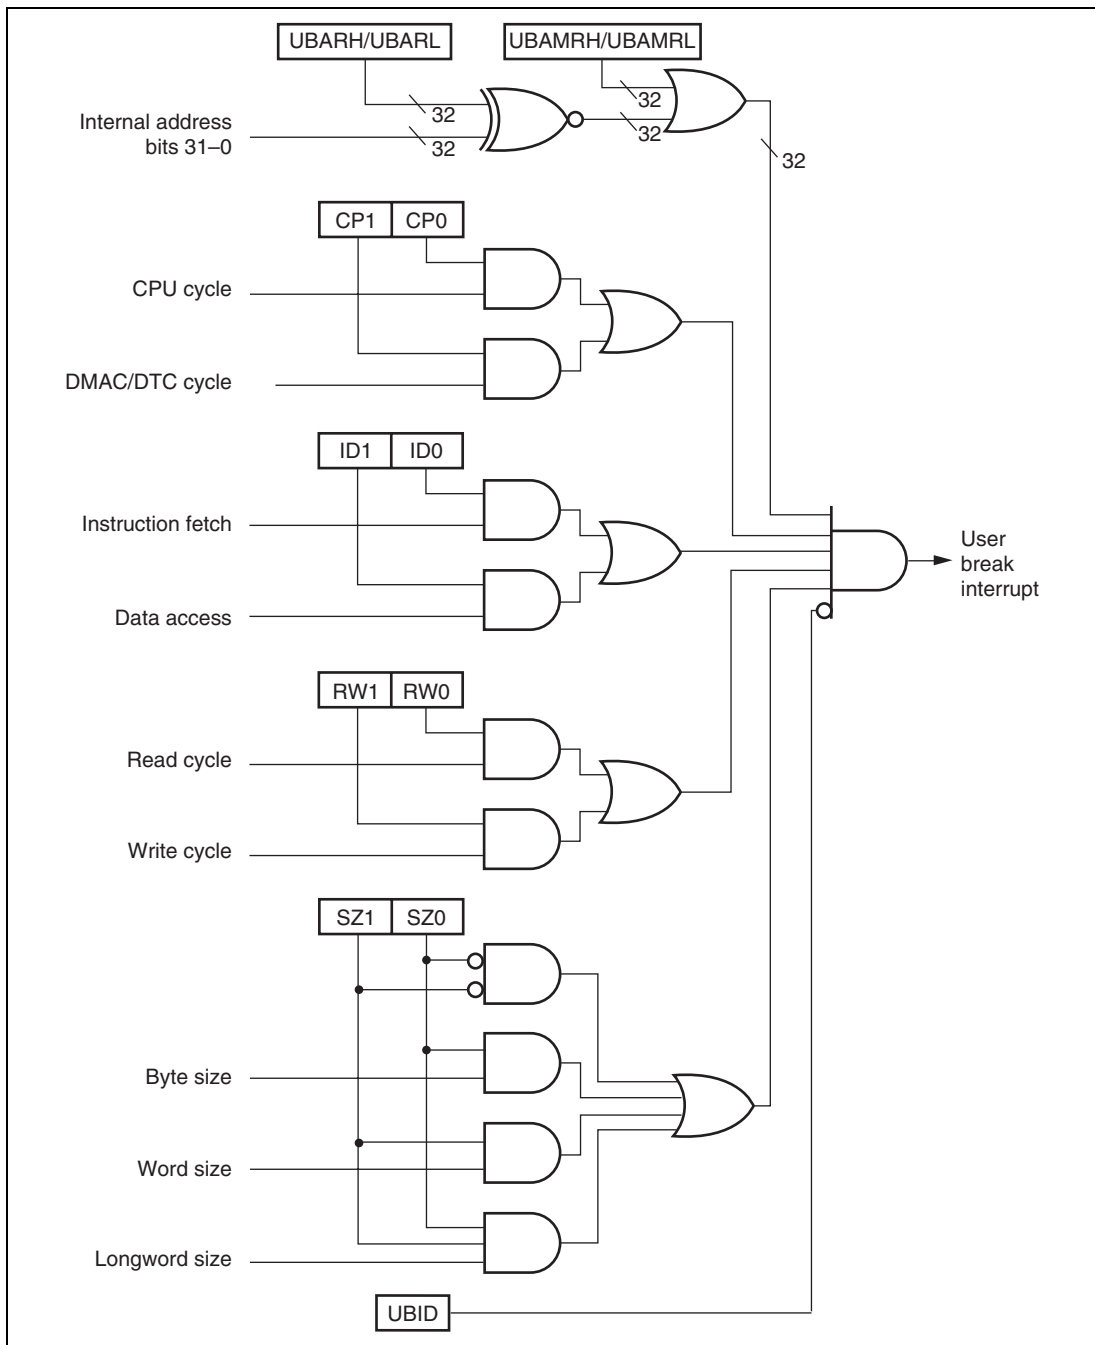 UBARH/UBARL
UBAMRH/UBAMRL
32
32
32
32
32
Internal address
bits 31–0
CP1 CP0
CPU cycle
DMAC/DTC cycle
ID1 ID0
Instruction fetch
Data access
User
break
interrupt
RW1 RW0
Read cycle
Write cycle
SZ1 SZ0
Byte size
Word size
Longword size
UBID